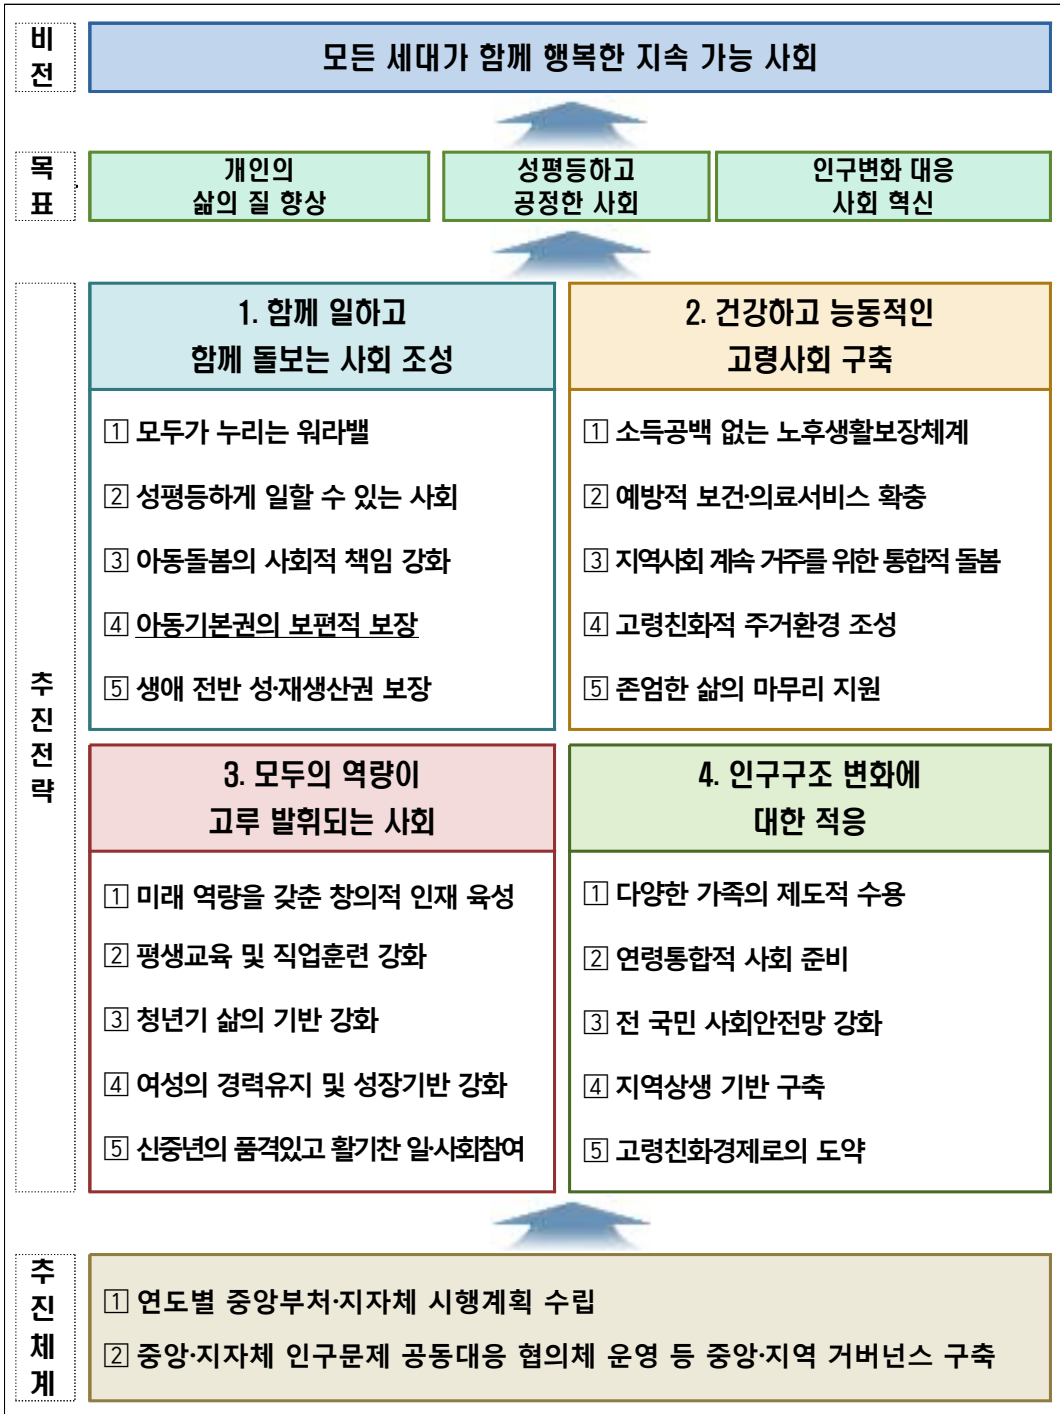 비전
모든 세대가 함께 행복한 지속 가능 사회
목표
개인의
삶의 질 향상
성평등하고
공정한 사회
인구변화 대응
사회 혁신
추진전략
1. 함께 일하고
함께 돌보는 사회 조성
1 모두가 누리는 워라밸
2 성평등하게 일할 수 있는 사회
3 아동돌봄의 사회적 책임 강화
4 아동기본권의 보편적 보장
5 생애 전반 성·재생산권 보장
2. 건강하고 능동적인
고령사회 구축
1 소득공백 없는 노후생활보장체계
2 예방적 보건·의료서비스 확충
3 지역사회 계속 거주를 위한 통합적 돌봄
4 고령친화적 주거환경 조성
5 존엄한 삶의 마무리 지원
3. 모두의 역량이
고루 발휘되는 사회
1 미래 역량을 갖춘 창의적 인재 육성
2 평생교육 및 직업훈련 강화
3 청년기 삶의 기반 강화
4 여성의 경력유지 및 성장기반 강화
5 신중년의 품격있고 활기찬 일·사회참여
4. 인구구조 변화에
대한 적응
1 다양한 가족의 제도적 수용
2 연령통합적 사회 준비
3 전 국민 사회안전망 강화
4 지역상생 기반 구축
5 고령친화경제로의 도약
추진체계
1 연도별 중앙부처·지자체 시행계획 수립
2 중앙·지자체 인구문제 공동대응 협의체 운영 등 중앙·지역 거버넌스 구축